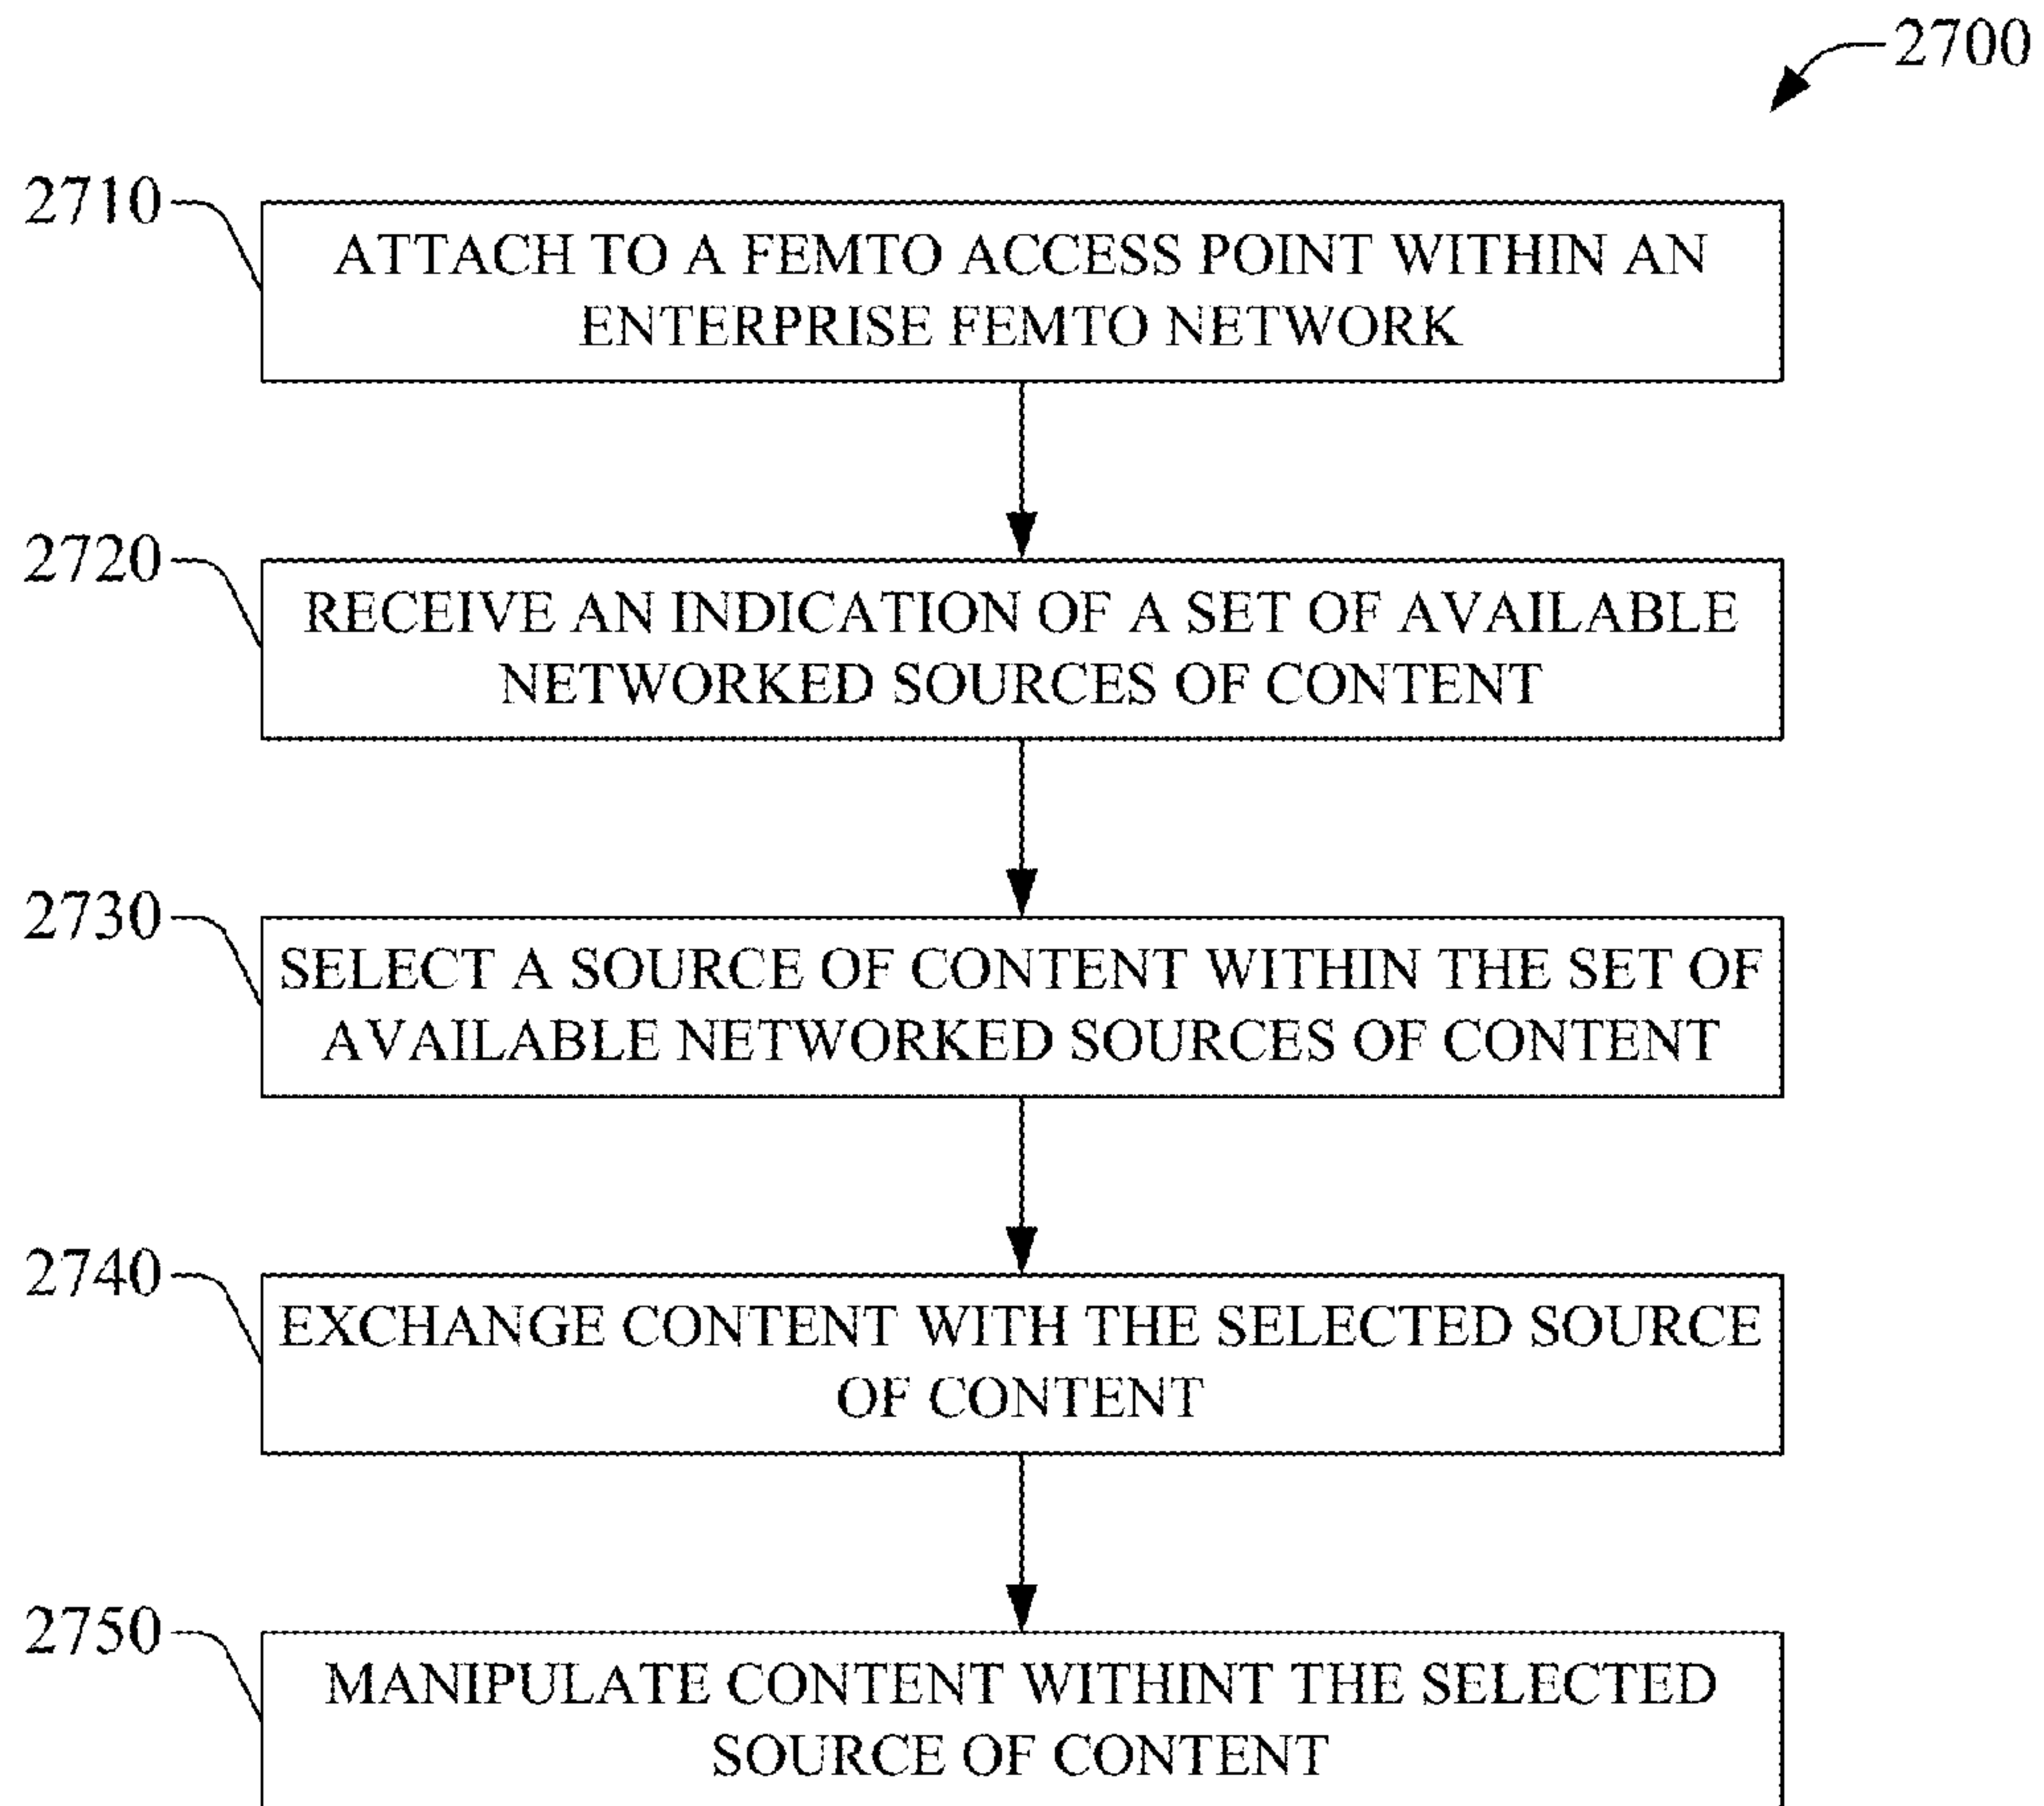 2700
2710
ATTACH TO A FEMTO ACCESS POINT WITHIN AN
ENTERPRISE FEMTO NETWORK
2720
RECEIVE AN INDICATION OF A SET OF AVAILABLE
NETWORKED SOURCES OF CONTENT
2730
SELECT A SOURCE OF CONTENT WITHIN THE SET OF
AVAILABLE NETWORKED SOURCES OF CONTENT
2740
EXCHANGE CONTENT WITH THE SELECTED SOURCE
OF CONTENT
2750
MANIPULATE CONTENT WITHINT THE SELECTED
SOURCE OF CONTENT